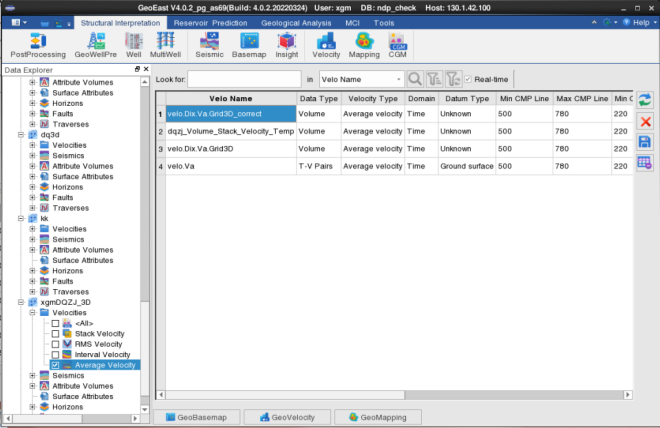 GeoEast V4.0.2_pg_as69(Build: 4.0.2.20220324) User: xgm DB: ndp_check Host: 130.1.42.100
Structural Interpretation Reservoir Prediction Geological Analysis MCI Tools Help
PostProcessing GeoWellPre Well MultiWell Seismic Basemap Insight Velocity Mapping CGM
Data Explorer
Attribute Volumes
Surface Attributes
Horizons
Faults
Traverses
dq3d
Velocities
Seismics
Attribute Volumes
Surface Attributes
Horizons
Faults
Traverses
kk
Velocities
Seismics
Attribute Volumes
Surface Attributes
Horizons
Faults
Traverses
xgmDQZJ_3D
Velocities
<All>
Stack Velocity
RMS Velocity
Interval Velocity
Average Velocity
Seismics
Attribute Volumes
Surface Attributes
Horizons
Look for: in Velo Name Real-time
Velo Name Data Type Velocity Type Domain Datum Type Min CMP Line Max CMP Line Min C
1 velo.Dix.Va.Grid3D_correct Volume Average velocity Time Unknown 500 780 220
2 dqzj_Volume_Stack_Velocity_Temp Volume Average velocity Time Unknown 500 780 220
3 velo.Dix.Va.Grid3D Volume Average velocity Time Unknown 500 780 220
4 velo.Va T-V Pairs Average velocity Time Ground surface 500 780 220
GeoBasemap GeoVelocity GeoMapping